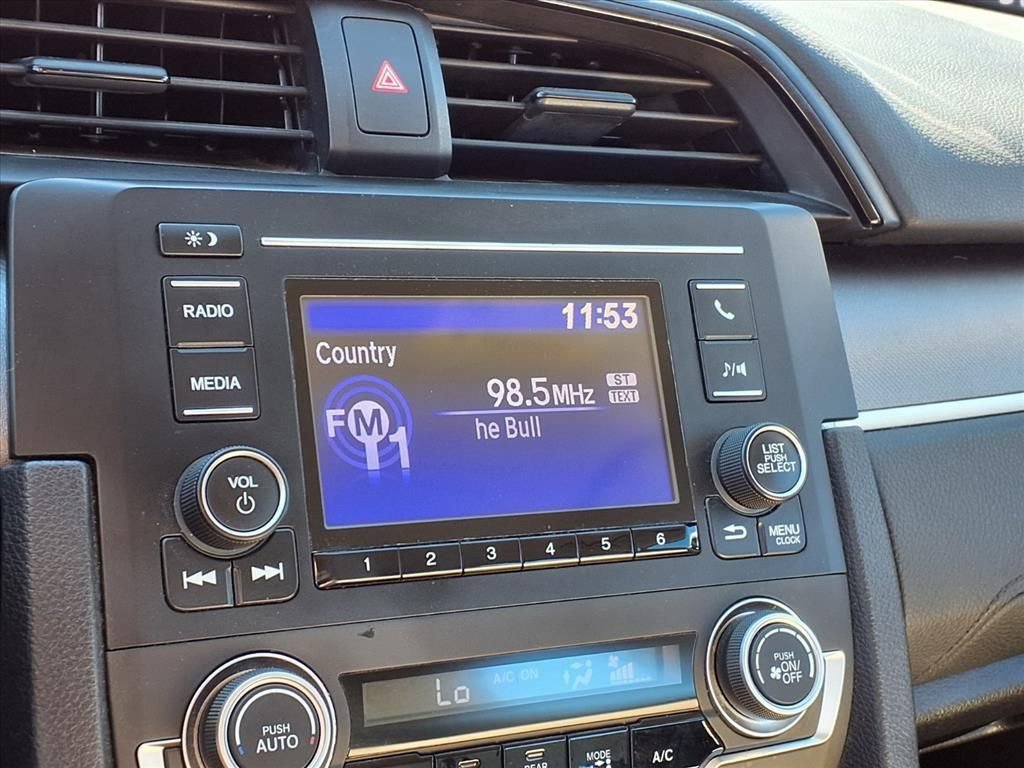 RADIO
MEDIA
VOL
11:53
Country
98.5MHz
ST
TEXT
FM1
he Bull
1 2 3 4 5 6
LIST
PUSH
SELECT
MENU
CLOCK
A/C ON
Lo
PUSH
AUTO
PUSH
ON/
OFF
REAR
MODE
A/C